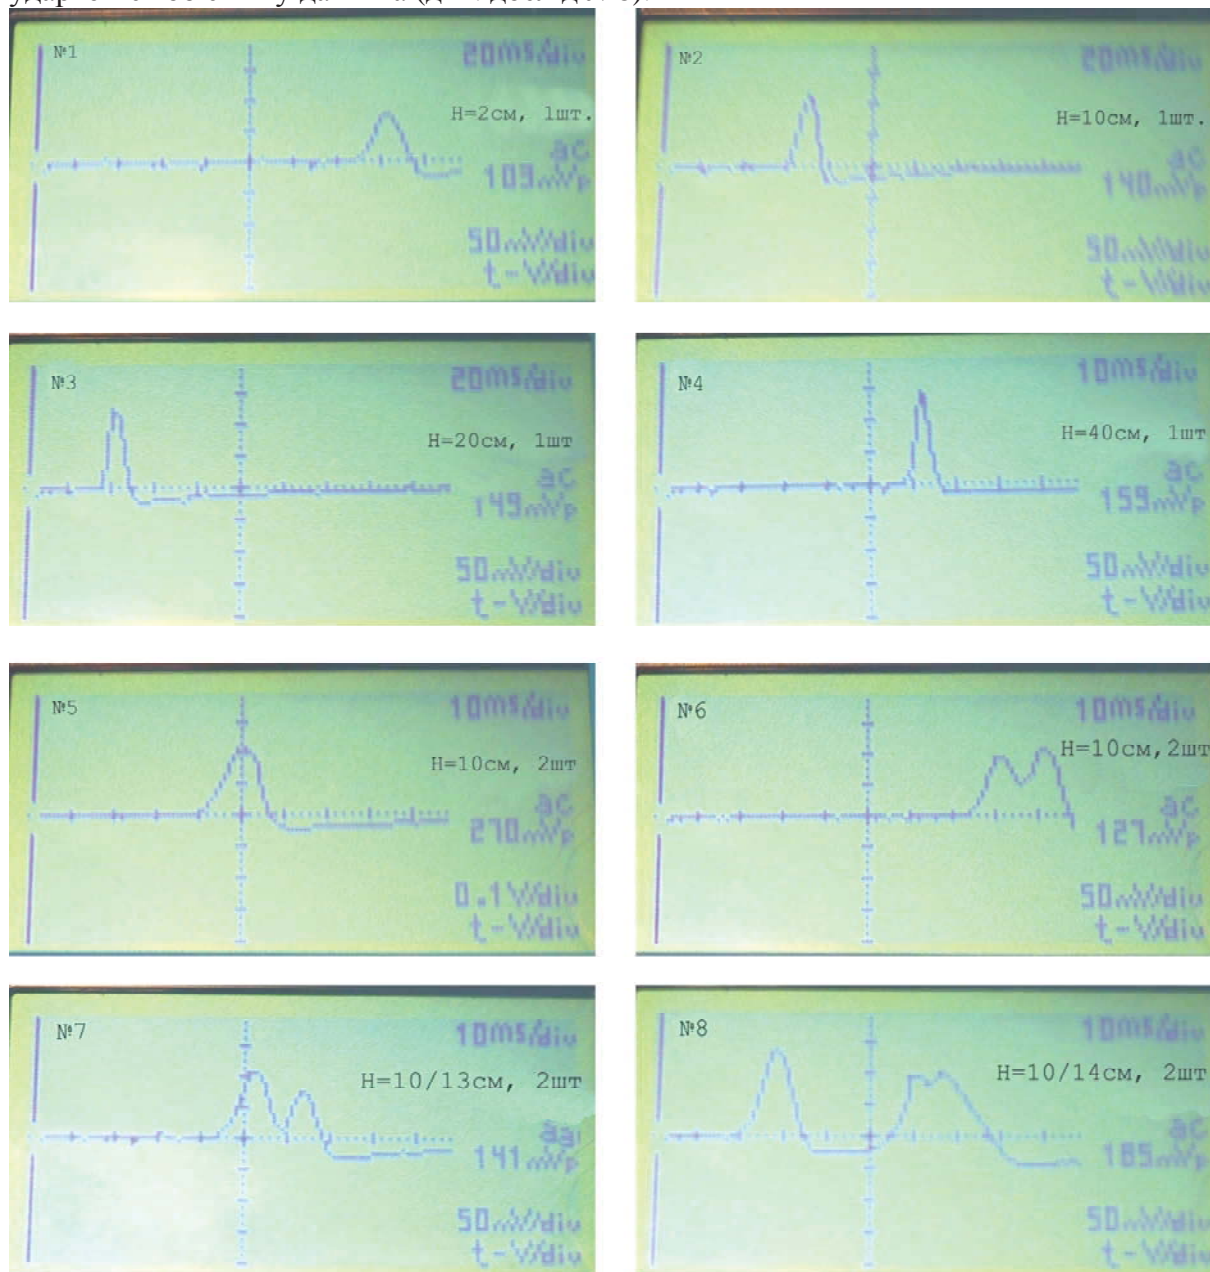 №1
20ms/div
H=2см, 1шт.
ac
109mVp
50mV/div
t-V/div
№2
20ms/div
H=10см, 1шт.
ac
140mVp
50mV/div
t-V/div
№3
20ms/div
H=20см, 1шт
ac
149mVp
50mV/div
t-V/div
№4
10ms/div
H=40см, 1шт
ac
159mVp
50mV/div
t-V/div
№5
10ms/div
H=10см, 2шт
ac
270mVp
0.1V/div
t-V/div
№6
10ms/div
H=10см,2шт
ac
127mVp
50mV/div
t-V/div
№7
10ms/div
H=10/13см, 2шт
141mVp
50mV/div
t-V/div
№8
10ms/div
H=10/14см, 2шт
ac
185mVp
50mV/div
t-V/div